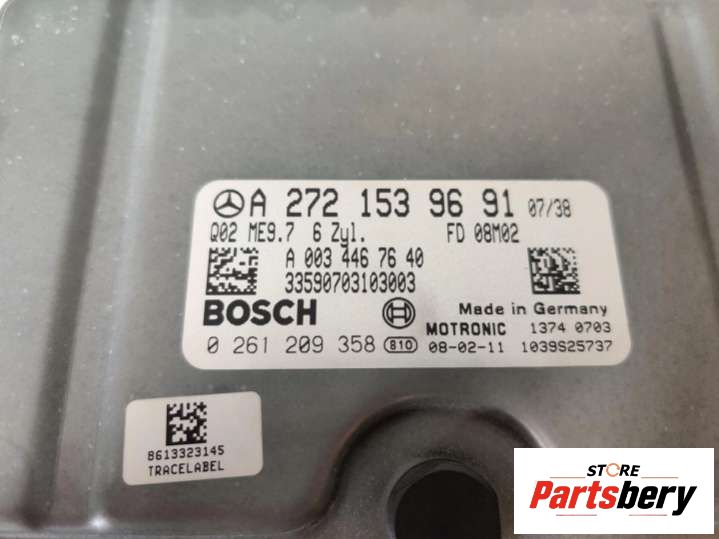 A 272 153 96 91 07/38
Q02 ME9.7 6 Zyl. FD 08M02
A 003 446 76 40
33590703103003
BOSCH Made in Germany
MOTRONIC 1374 0703
0 261 209 358 810 08-02-11 1039S25737
8613323145
TRACELABEL
STORE
Partsbery